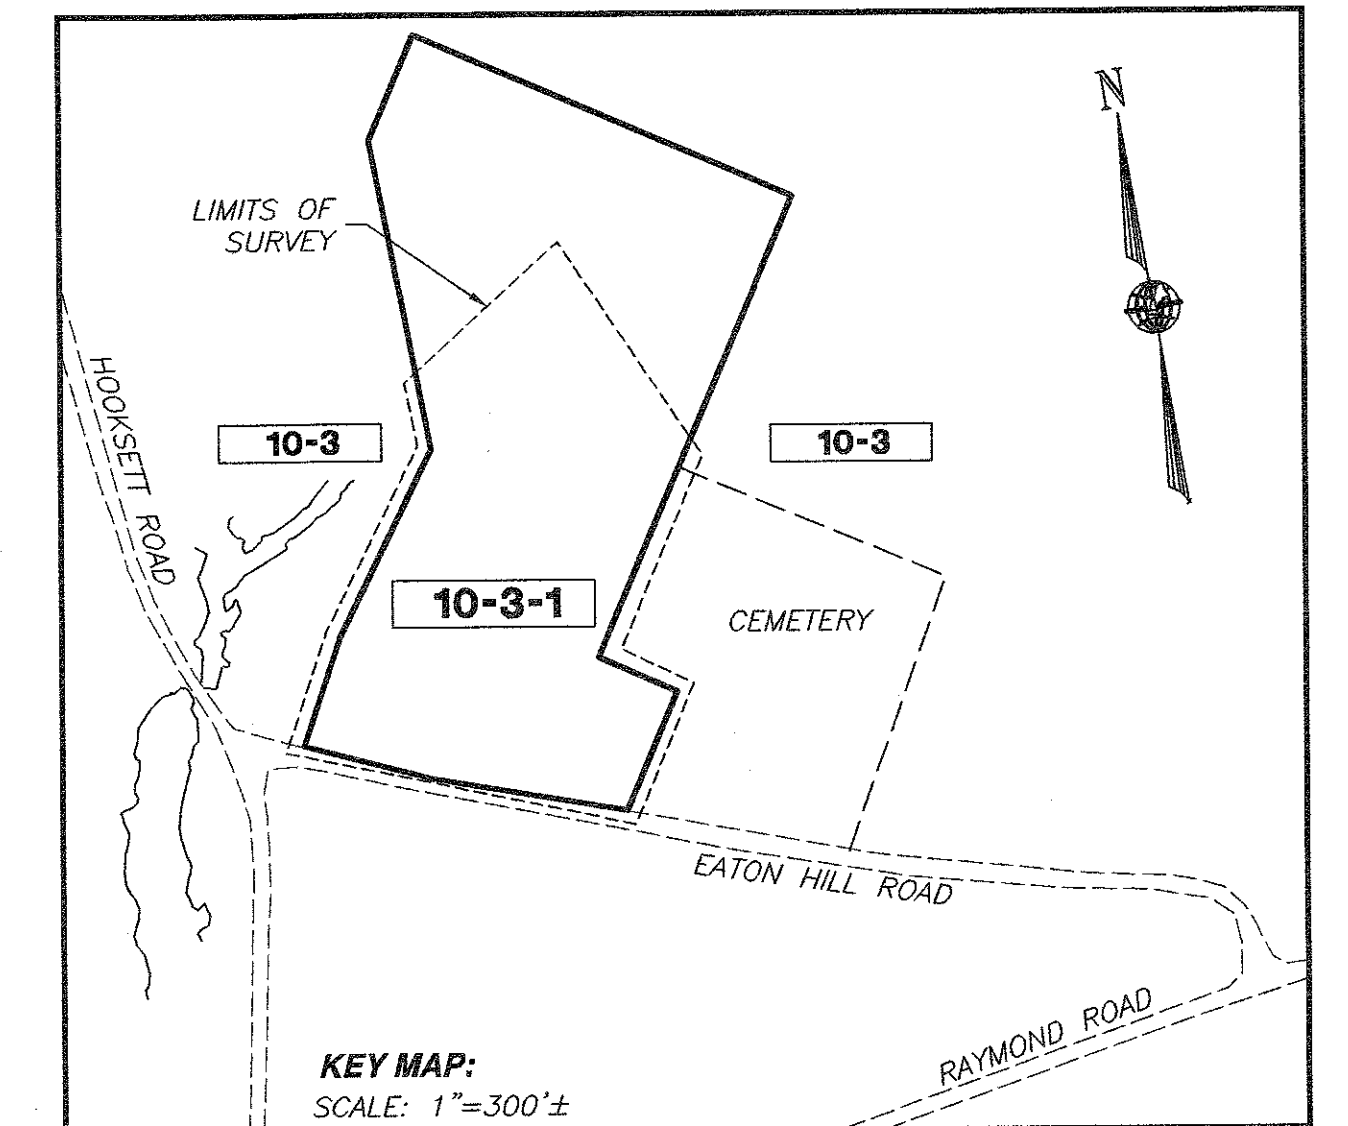 N
LIMITS OF
SURVEY
HOOKSETT ROAD
10-3
10-3
10-3-1
CEMETERY
EATON HILL ROAD
RAYMOND ROAD
KEY MAP:
SCALE: 1"=300'±